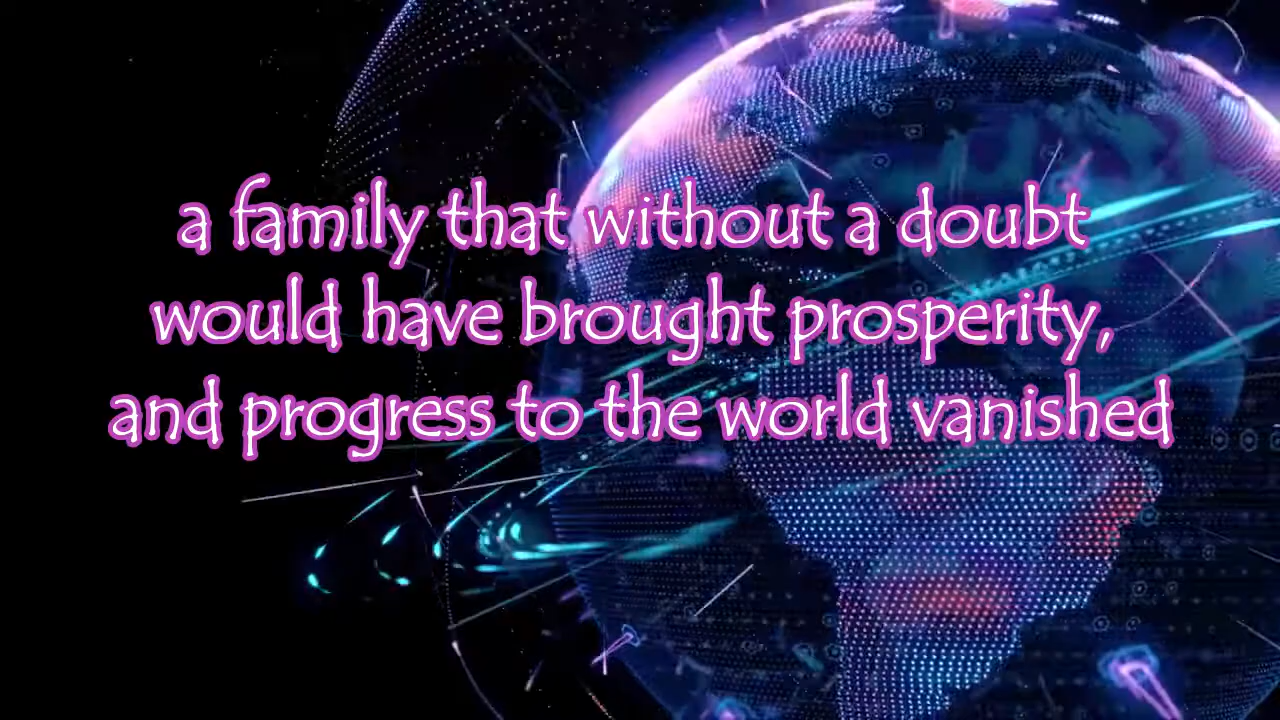 a family that without a doubt
would have brought prosperity,
and progress to the world vanished